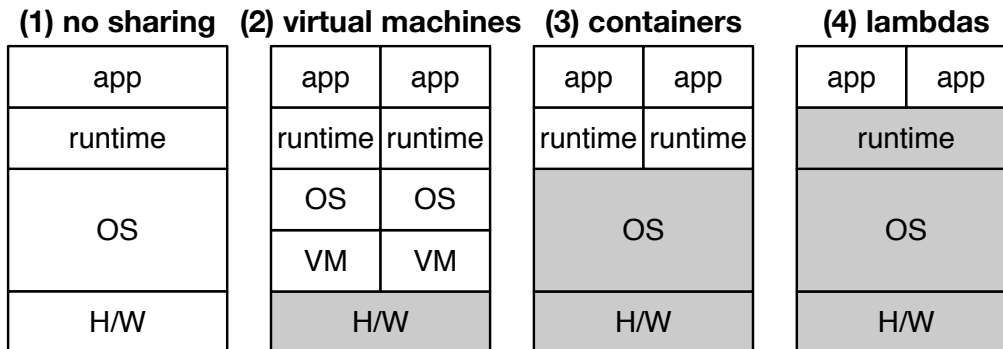 (1) no sharing
app
runtime
OS
H/W
(2) virtual machines
app app
runtime runtime
OS OS
VM VM
H/W
(3) containers
app app
runtime runtime
OS
H/W
(4) lambdas
app app
runtime
OS
H/W